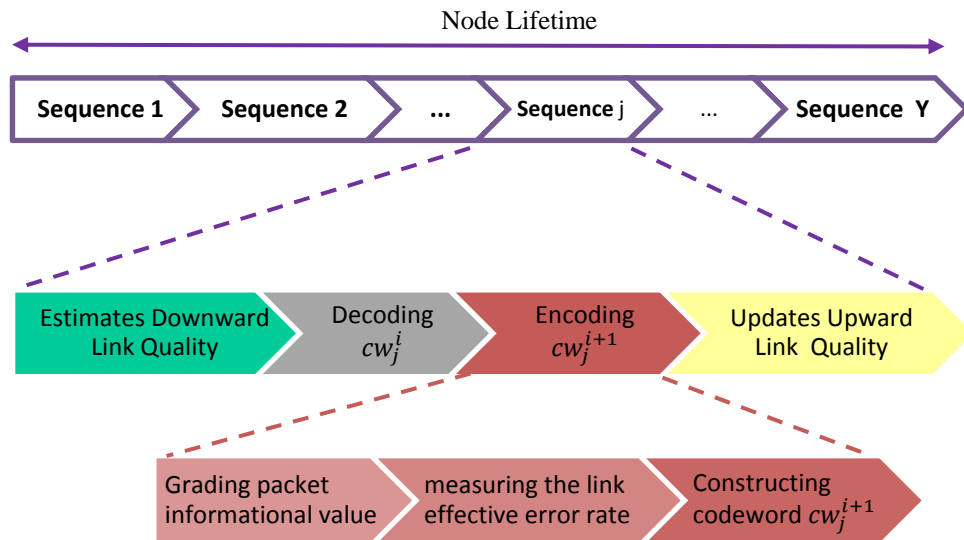 Node Lifetime
Sequence 1 Sequence 2 ... Sequence j ... Sequence Y
Estimates Downward
Link Quality
Decoding
$cw_j^i$
Encoding
$cw_j^{i+1}$
Updates Upward
Link Quality
Grading packet
informational value
measuring the link
effective error rate
Constructing
codeword $cw_j^{i+1}$